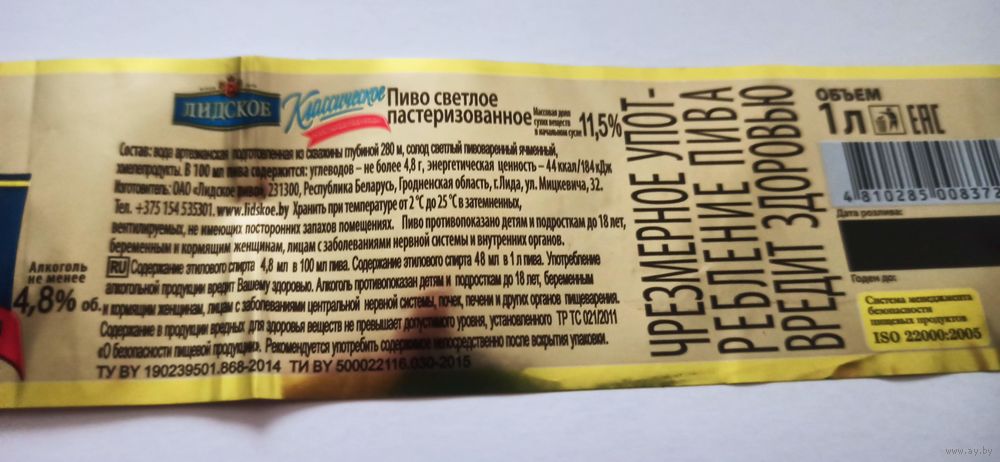 ЛИДСКОЕ
Классическое
Пиво светлое
пастеризованное
Массовая доля
сухих веществ
в начальном сусле
11,5%
Состав: вода артезианская подготовленная из скважины глубиной 280 м, солод светлый пивоваренный ячменный,
хмелепродукты. В 100 мл пива содержится: углеводов – не более 4,8 г, энергетическая ценность – 44 ккал/184 кДж
Изготовитель: ОАО «Лидское пиво», 231300, Республика Беларусь, Гродненская область, г.Лида, ул. Мицкевича, 32.
Тел. +375 154 535301. www.lidskoe.by Хранить при температуре от 2 °С до 25 °С в затемненных,
вентилируемых, не имеющих посторонних запахов помещениях. Пиво противопоказано детям и подросткам до 18 лет,
беременным и кормящим женщинам, лицам с заболеваниями нервной системы и внутренних органов.
RU Содержание этилового спирта 4,8 мл в 100 мл пива. Содержание этилового спирта 48 мл в 1 л пива. Употребление
алкогольной продукции вредит Вашему здоровью. Алкоголь противопоказан детям и подросткам до 18 лет, беременным
и кормящим женщинам, лицам с заболеваниями центральной нервной системы, почек, печени и других органов пищеварения.
Содержание в продукции вредных для здоровья веществ не превышает допустимого уровня, установленного ТР ТС 021/2011
«О безопасности пищевой продукции». Рекомендуется употребить содержимое непосредственно после вскрытия упаковки.
ТУ BY 190239501.868-2014 ТИ BY 500022116.030-2015
Алкоголь
не менее
4,8% об.
ЧРЕЗМЕРНОЕ УПОТ-
РЕБЛЕНИЕ ПИВА
ВРЕДИТ ЗДОРОВЬЮ
ОБЪЕМ
1 л
EAC
4 810285 00837
Дата розлива:
Годен до:
Система менеджмента
безопасности
пищевых продуктов
ISO 22000:2005
www.ay.by